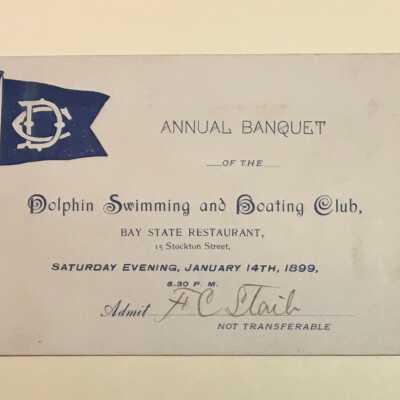 DC
ANNUAL BANQUET
OF THE
Dolphin Swimming and Boating Club,
BAY STATE RESTAURANT,
15 Stockton Street,
SATURDAY EVENING, JANUARY 14TH, 1899,
8.30 P. M.
Admit F C Staib
NOT TRANSFERABLE